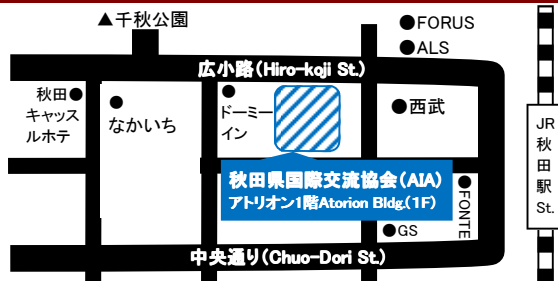 ▲千秋公園
●FORUS
●ALS
広小路(Hiro-koji St.)
秋田●
キャッス
ルホテ
●
なかいち
●
ドーミー
イン
●西武
JR
秋
田
駅
St.
秋田県国際交流協会(AIA)
アトリオン1階Atorion Bldg.(1F)
●FONTE
●GS
中央通り(Chuo-Dori St.)